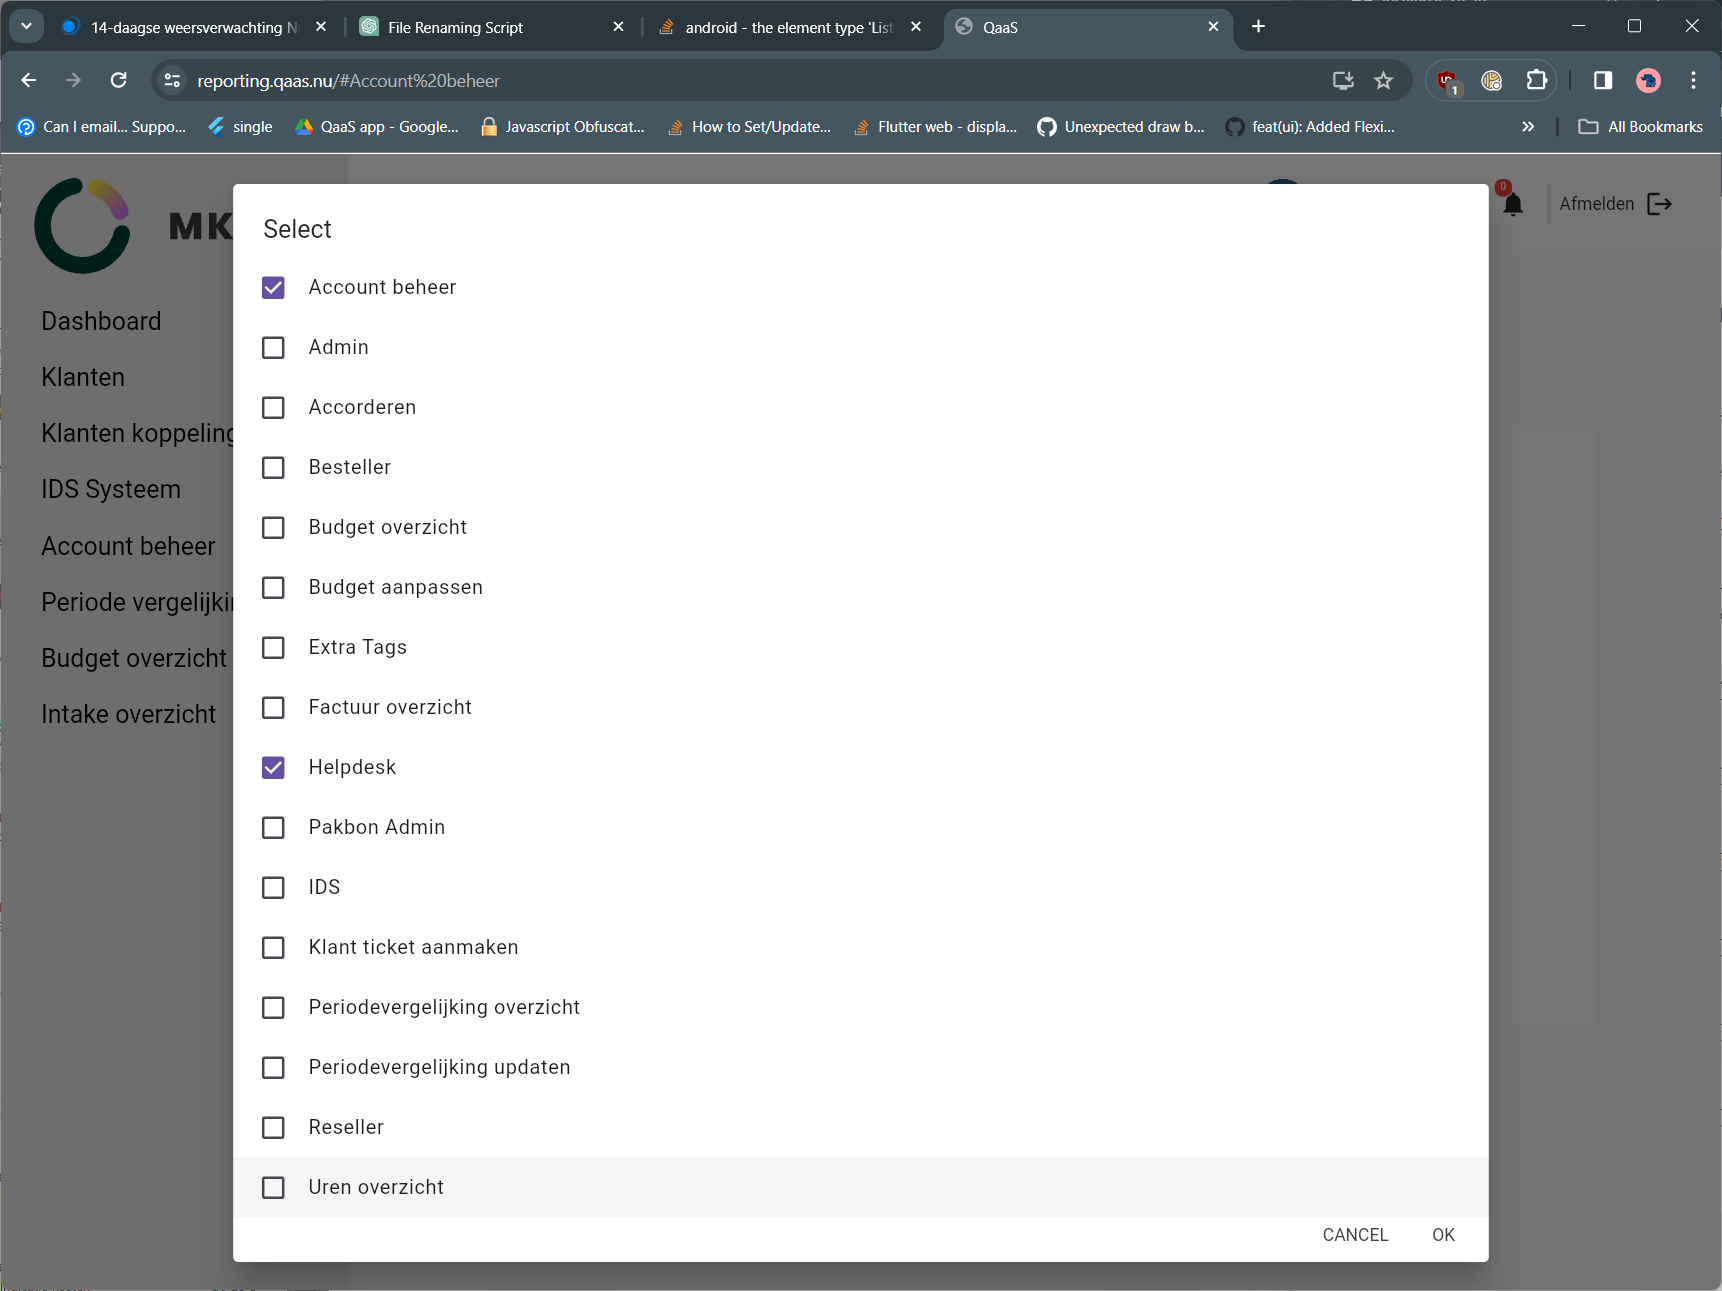 14-daagse weersverwachting N
File Renaming Script
android - the element type 'List
QaaS
reporting.qaas.nu/#Account%20beheer
1
Can I email... Suppo...
single
QaaS app - Google...
Javascript Obfuscat...
How to Set/Update...
Flutter web - displa...
Unexpected draw b...
feat(ui): Added Flexi...
All Bookmarks
MK
0
Afmelden
Dashboard
Klanten
Klanten koppeling
IDS Systeem
Account beheer
Periode vergelijkin
Budget overzicht
Intake overzicht
Select
Account beheer
Admin
Accorderen
Besteller
Budget overzicht
Budget aanpassen
Extra Tags
Factuur overzicht
Helpdesk
Pakbon Admin
IDS
Klant ticket aanmaken
Periodevergelijking overzicht
Periodevergelijking updaten
Reseller
Uren overzicht
CANCEL
OK